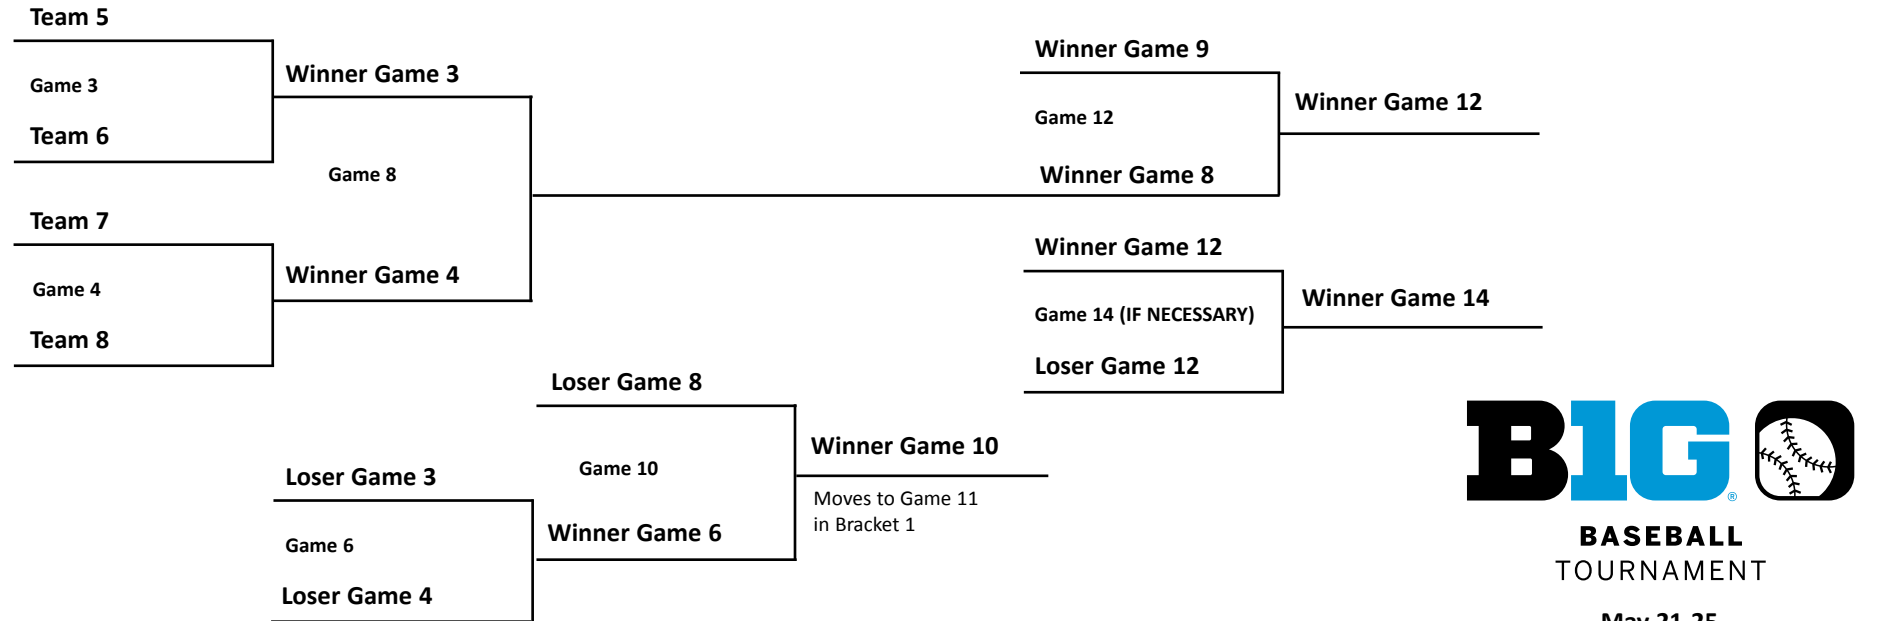 Team 5
Game 3
Team 6
Winner Game 3
Game 8
Team 7
Game 4
Team 8
Winner Game 4
Loser Game 8
Game 10
Winner Game 6
Loser Game 3
Game 6
Loser Game 4
Winner Game 10
Moves to Game 11
in Bracket 1
Winner Game 9
Game 12
Winner Game 8
Winner Game 12
Winner Game 12
Game 14 (IF NECESSARY)
Loser Game 12
Winner Game 14
B1G®
BASEBALL
TOURNAMENT
May 21-25